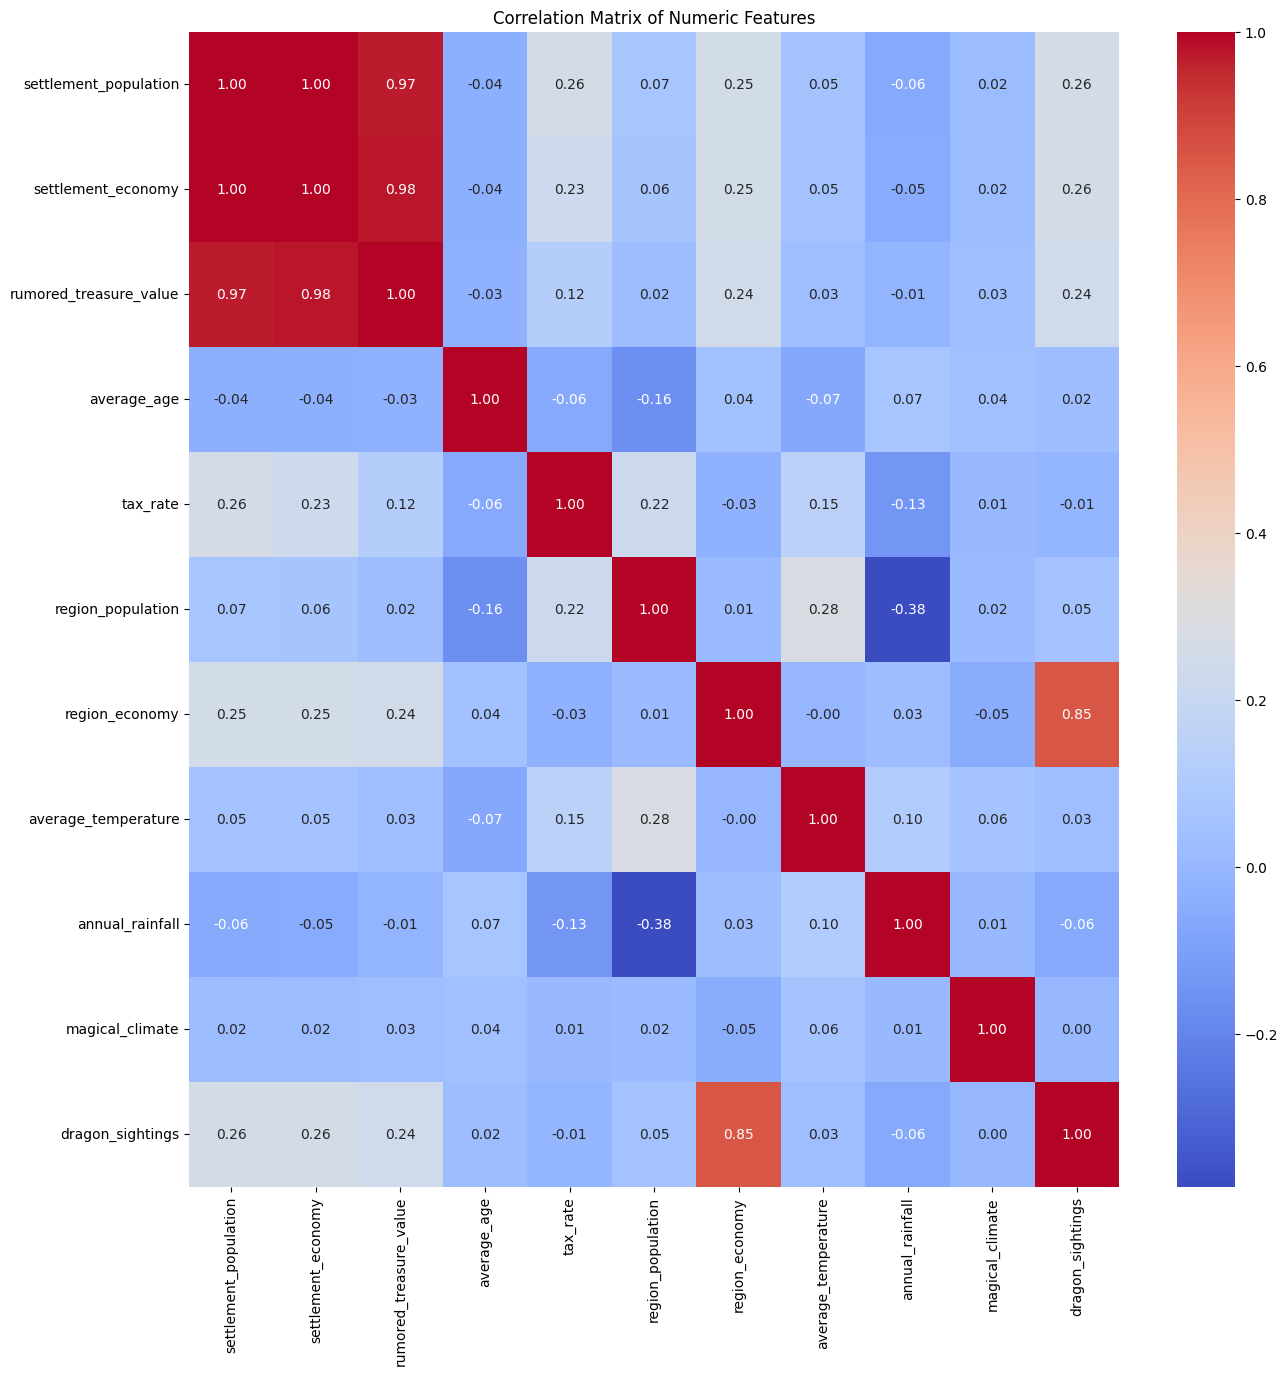 Correlation Matrix of Numeric Features
settlement_population 1.00 1.00 0.97 -0.04 0.26 0.07 0.25 0.05 -0.06 0.02 0.26
settlement_economy 1.00 1.00 0.98 -0.04 0.23 0.06 0.25 0.05 -0.05 0.02 0.26
rumored_treasure_value 0.97 0.98 1.00 -0.03 0.12 0.02 0.24 0.03 -0.01 0.03 0.24
average_age -0.04 -0.04 -0.03 1.00 -0.06 -0.16 0.04 -0.07 0.07 0.04 0.02
tax_rate 0.26 0.23 0.12 -0.06 1.00 0.22 -0.03 0.15 -0.13 0.01 -0.01
region_population 0.07 0.06 0.02 -0.16 0.22 1.00 0.01 0.28 -0.38 0.02 0.05
region_economy 0.25 0.25 0.24 0.04 -0.03 0.01 1.00 -0.00 0.03 -0.05 0.85
average_temperature 0.05 0.05 0.03 -0.07 0.15 0.28 -0.00 1.00 0.10 0.06 0.03
annual_rainfall -0.06 -0.05 -0.01 0.07 -0.13 -0.38 0.03 0.10 1.00 0.01 -0.06
magical_climate 0.02 0.02 0.03 0.04 0.01 0.02 -0.05 0.06 0.01 1.00 0.00
dragon_sightings 0.26 0.26 0.24 0.02 -0.01 0.05 0.85 0.03 -0.06 0.00 1.00
settlement_population
settlement_economy
rumored_treasure_value
average_age
tax_rate
region_population
region_economy
average_temperature
annual_rainfall
magical_climate
dragon_sightings
1.0
0.8
0.6
0.4
0.2
0.0
−0.2